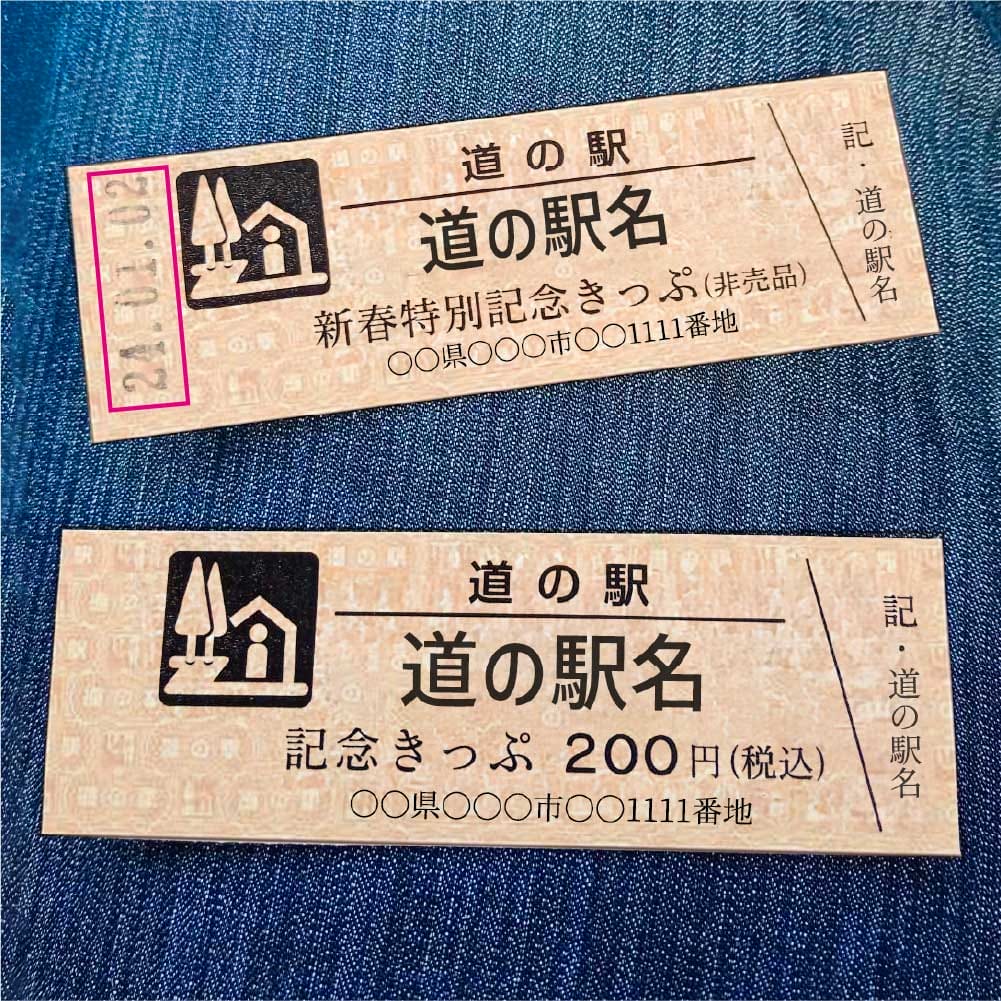 21.01.02
道の駅
道の駅名
新春特別記念きっぷ(非売品)
○○県○○○市○○1111番地
記・道の駅名
道の駅
道の駅名
記念きっぷ 200円(税込)
○○県○○○市○○1111番地
記・道の駅名